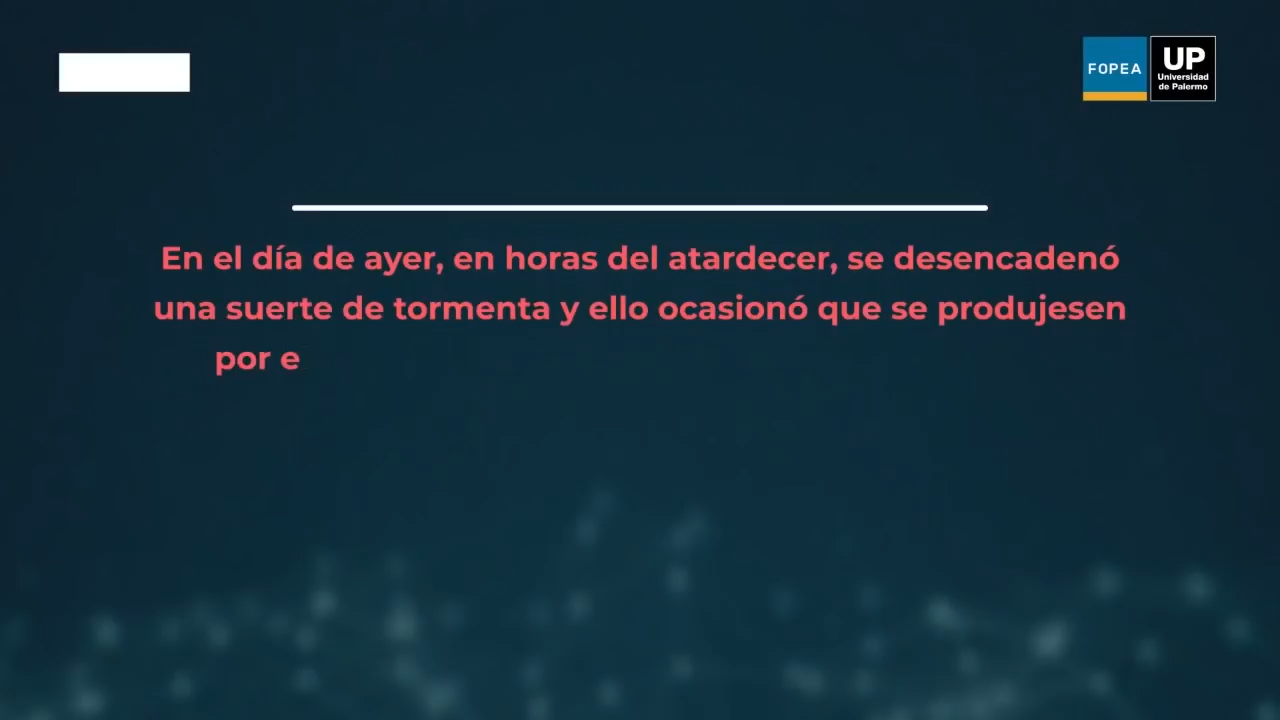 FOPEA
UP
Universidad
de Palermo
En el día de ayer, en horas del atardecer, se desencadenó
una suerte de tormenta y ello ocasionó que se produjesen
por e